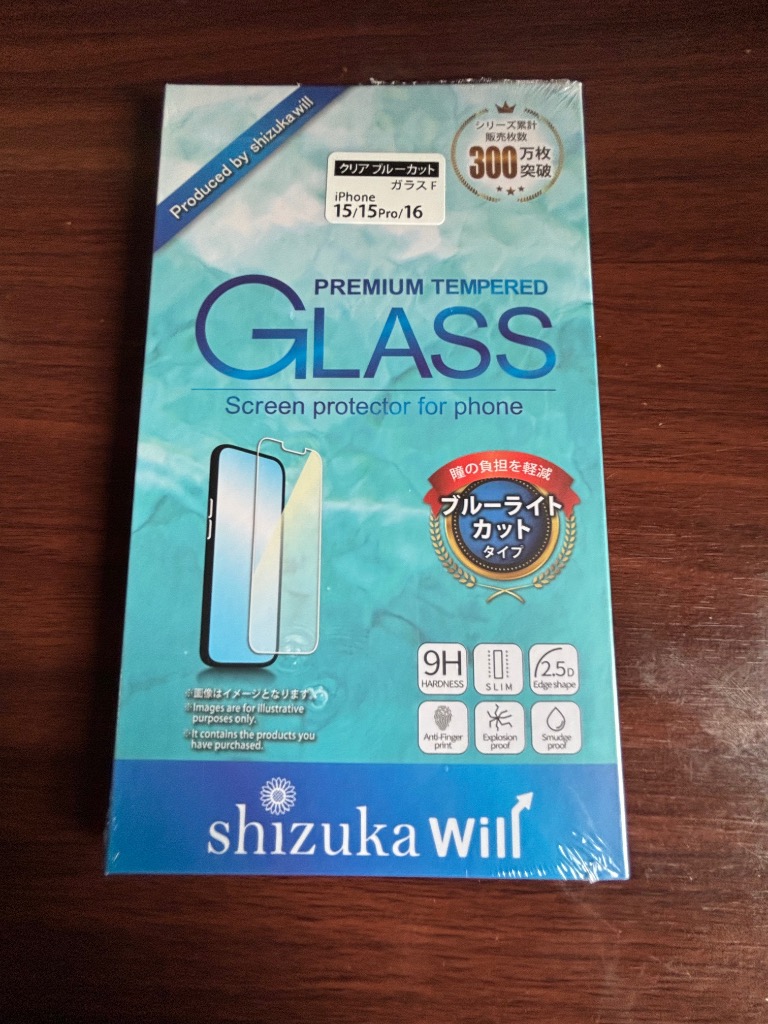 Produced by shizukawill
シリーズ累計
販売枚数
300万枚
突破
クリア ブルーカット
ガラス F
iPhone
15/15Pro/16
PREMIUM TEMPERED
GLASS
Screen protector for phone
瞳の負担を軽減
ブルーライト
カット
タイプ
9H
HARDNESS
SLIM
2.5D
Edge shape
Anti-Finger
print
Explosion
proof
Smudge
proof
※画像はイメージとなります。
※Images are for illustrative
purposes only.
※It contains the products you
have purchased.
shizuka Will